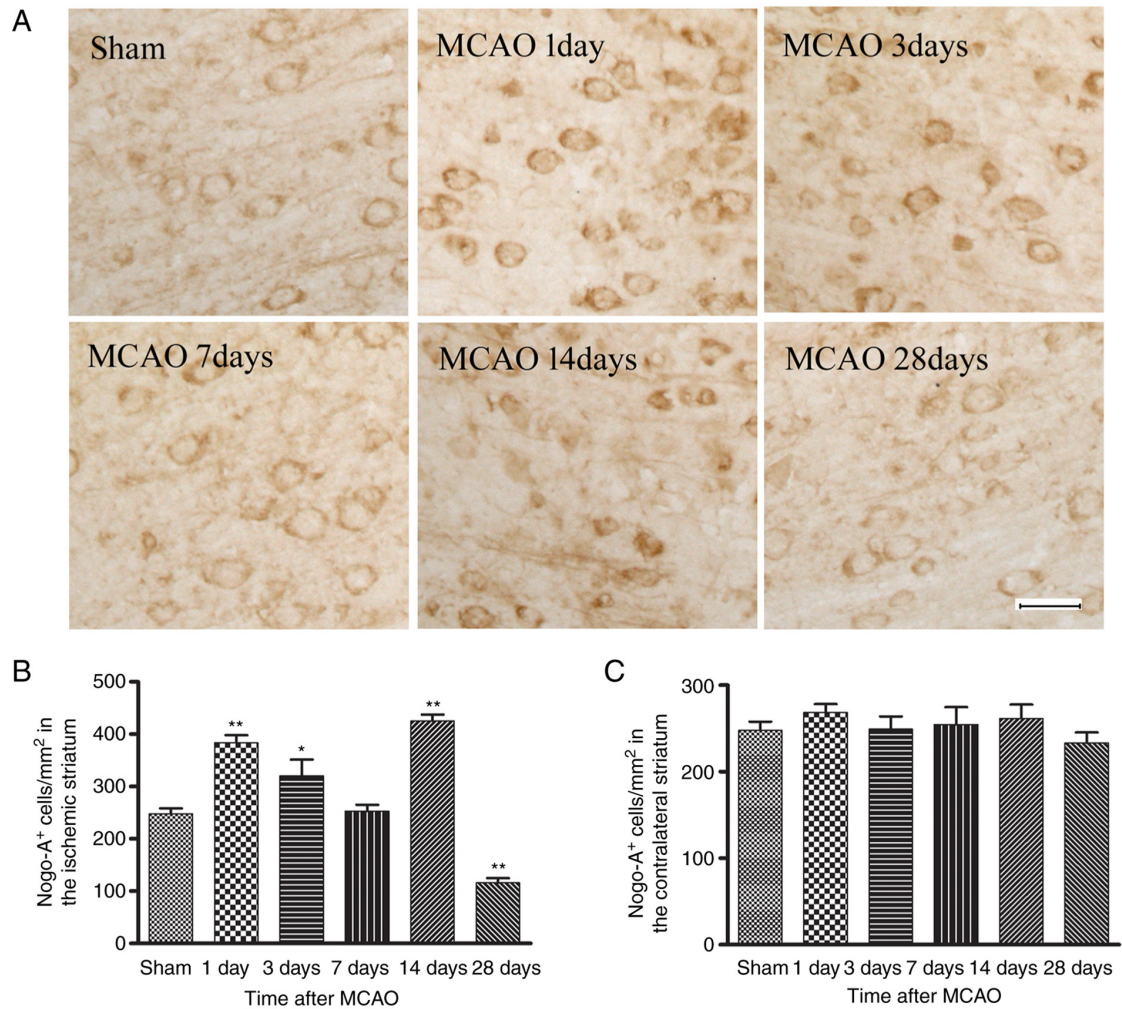 A
Sham
MCAO 1day
MCAO 3days
MCAO 7days
MCAO 14days
MCAO 28days
B
Nogo-A⁺ cells/mm² in
the ischemic striatum
500
400
300
200
100
0
**
*
**
**
Sham 1 day 3 days 7 days 14 days 28 days
Time after MCAO
C
Nogo-A⁺ cells/mm² in
the contralateral striatum
300
200
100
0
Sham 1 day 3 days 7 days 14 days 28 days
Time after MCAO